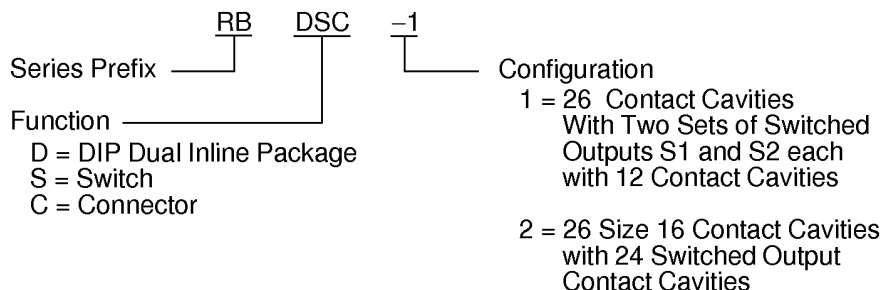 RB DSC –1
Series Prefix
Function
D = DIP Dual Inline Package
S = Switch
C = Connector
Configuration
1 = 26 Contact Cavities
With Two Sets of Switched
Outputs S1 and S2 each
with 12 Contact Cavities
2 = 26 Size 16 Contact Cavities
with 24 Switched Output
Contact Cavities